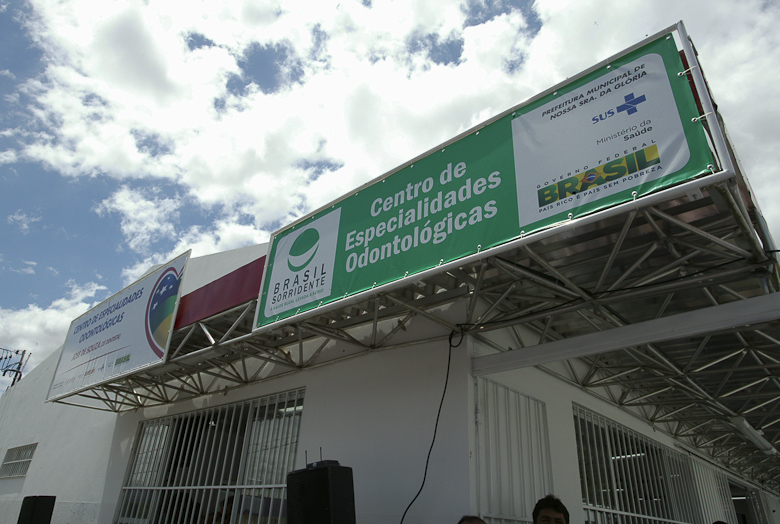 CENTRO DE ESPECIALIDADES
ODONTOLÓGICAS
BRASIL
SORRIDENTE
Centro de
Especialidades
Odontológicas
PREFEITURA MUNICIPAL DE
NOSSA SRA. DA GLÓRIA
SUS
Ministério da
Saúde
GOVERNO FEDERAL
BRASIL
PAÍS RICO É PAÍS SEM POBREZA